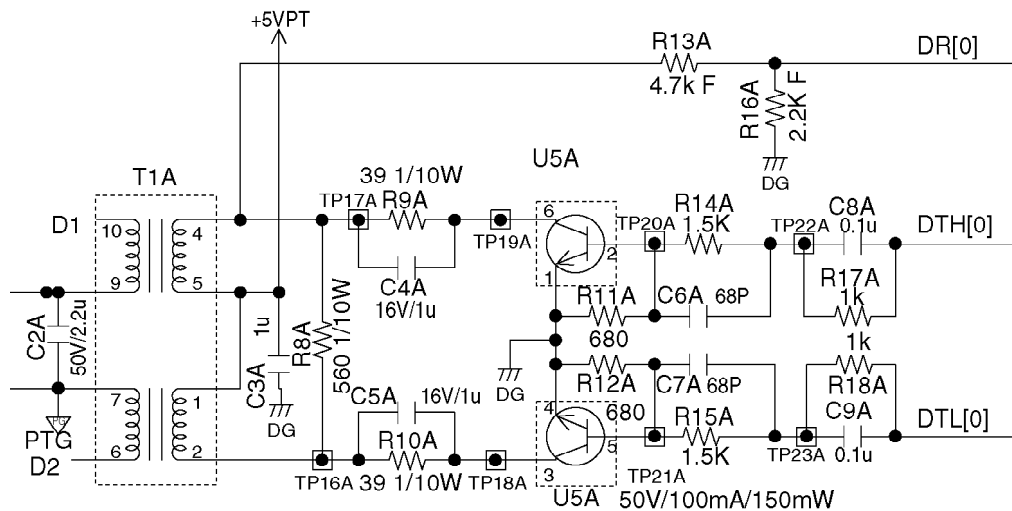 +5VPT
R13A
DR[0]
4.7k F
R16A
2.2K F
DG
U5A
T1A
39 1/10W
TP17A
R9A
D1
10
4
6
TP19A
TP20A
R14A
1.5K
TP22A
C8A
0.1u
DTH[0]
2
9
5
C4A
16V/1u
1
R11A
C6A
68P
R17A
1k
C2A
50V/2.2u
1u
R8A
560 1/10W
680
1k
C3A
DG
R12A
C7A
68P
R18A
7
1
C5A
16V/1u
4
680
C9A
PG
PTG
DG
R10A
5
R15A
DTL[0]
D2
6
2
TP16A
39 1/10W
TP18A
3
TP21A
1.5K
TP23A
0.1u
U5A
50V/100mA/150mW